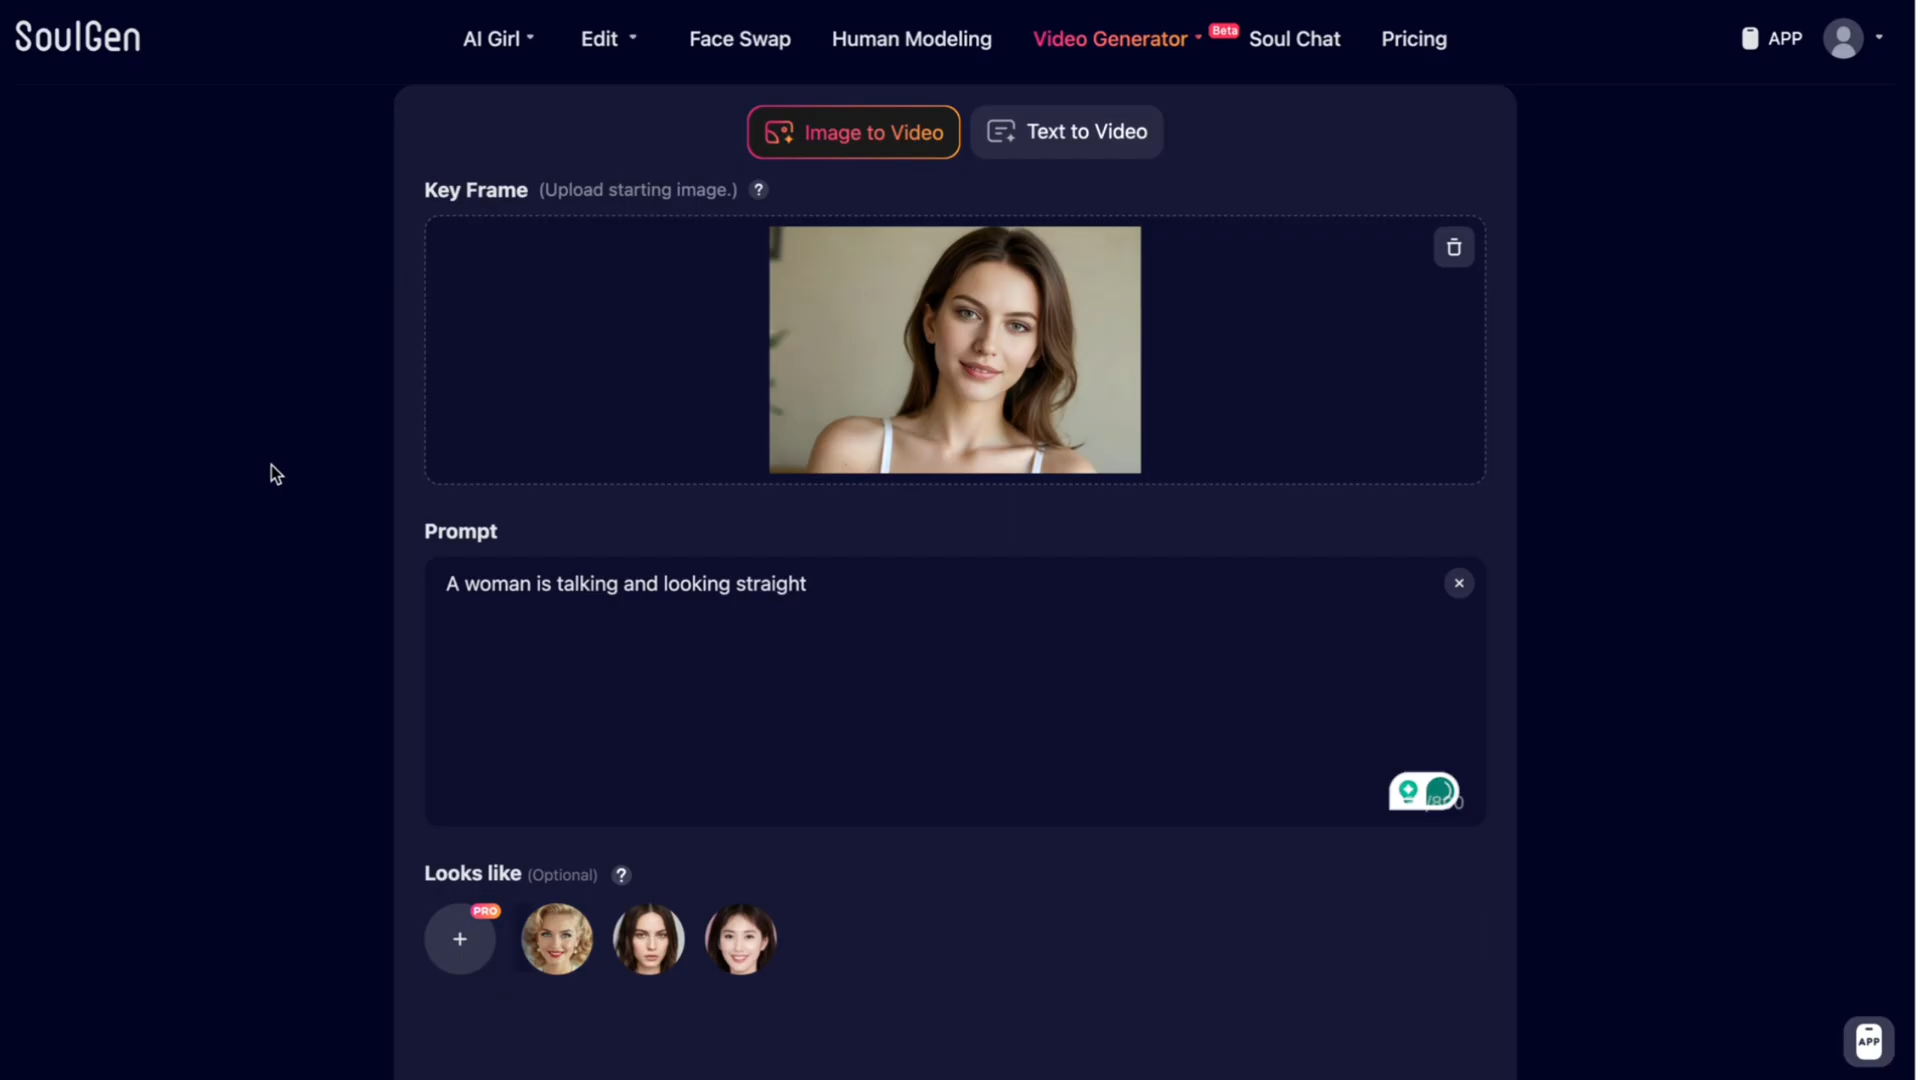 SoulGen
AI Girl
Edit
Face Swap
Human Modeling
Video Generator
Beta
Soul Chat
Pricing
APP
Image to Video
Text to Video
Key Frame (Upload starting image.) ?
Prompt
A woman is talking and looking straight
Looks like (Optional) ?
PRO
APP